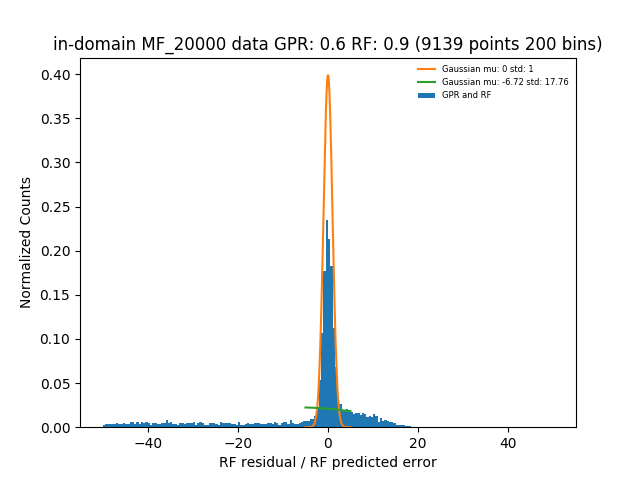 in-domain MF_20000 data GPR: 0.6 RF: 0.9 (9139 points 200 bins)
Gaussian mu: 0 std: 1
Gaussian mu: -6.72 std: 17.76
GPR and RF
Normalized Counts
0.40
0.35
0.30
0.25
0.20
0.15
0.10
0.05
0.00
−40 −20 0 20 40
RF residual / RF predicted error